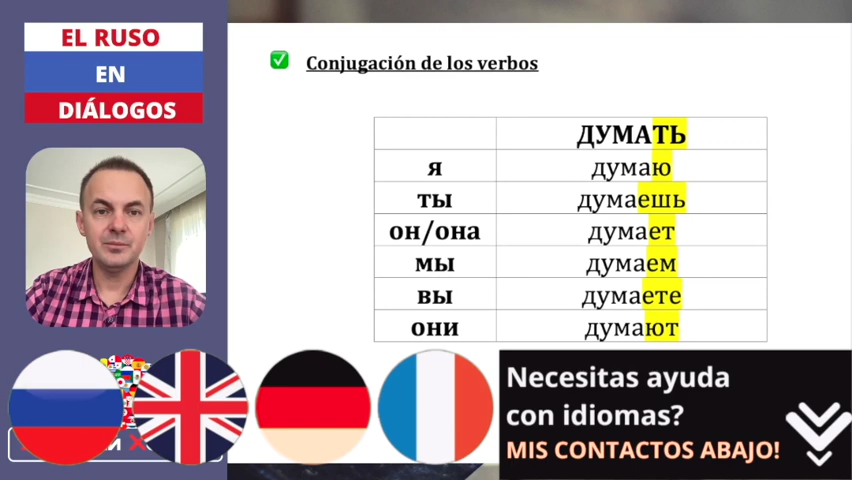 EL RUSO
EN
DIÁLOGOS
Conjugación de los verbos
ДУМАТЬ
я думаю
ты думаешь
он/она думает
мы думаем
вы думаете
они думают
Necesitas ayuda
con idiomas?
MIS CONTACTOS ABAJO!